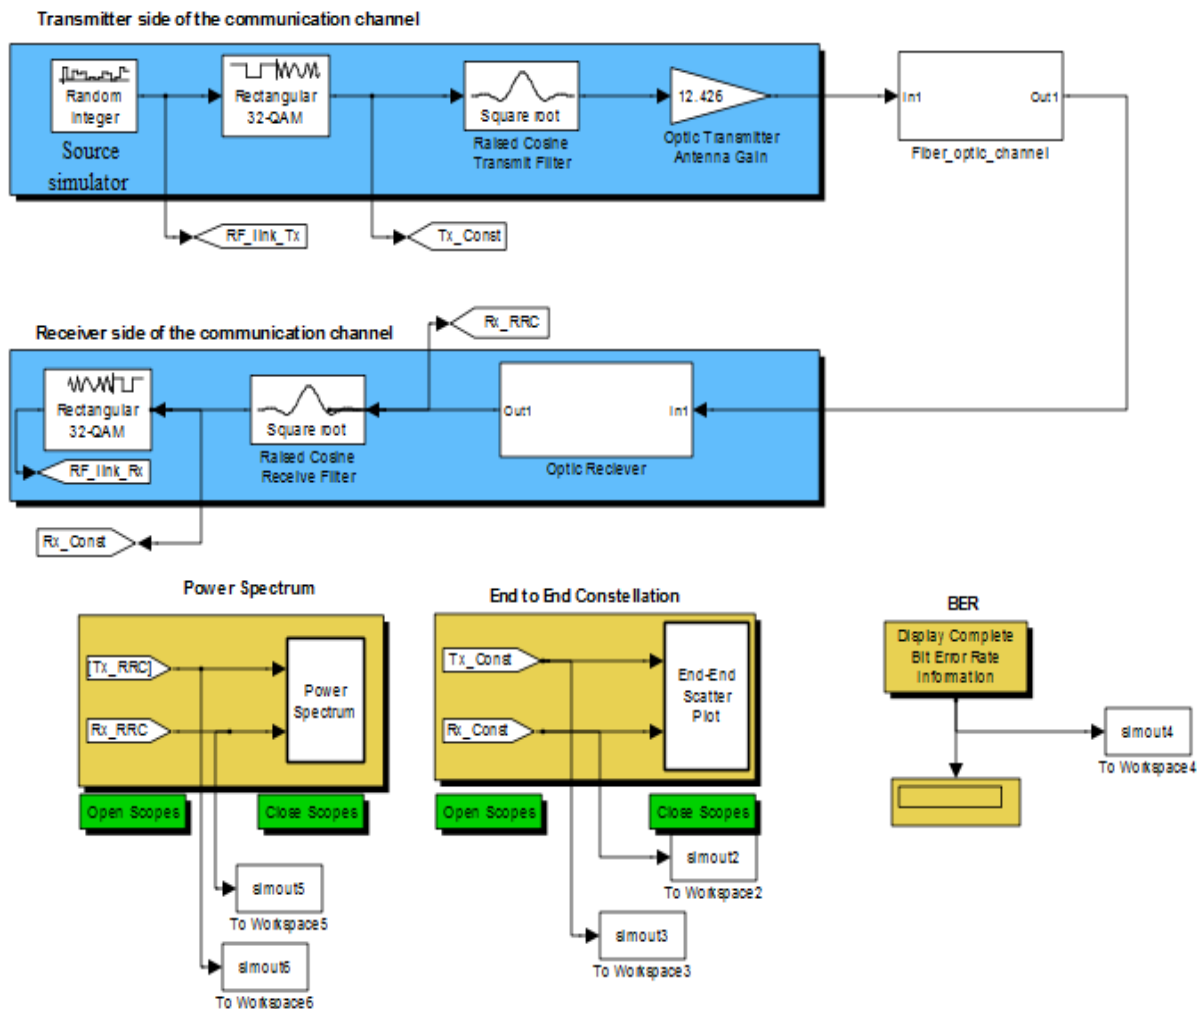 Transmitter side of the communication channel
Random
Integer
Source
simulator
Rectangular
32-QAM
Square root
Raised Cosine
Transmit Filter
12.426
Optic Transmitter
Antenna Gain
In1
Out1
Fiber_optic_channel
RF_link_Tx
Tx_Const
Rx_RRC
Receiver side of the communication channel
Rectangular
32-QAM
RF_link_Rx
Square root
Raised Cosine
Receive Filter
Out1
In1
Optic Reciever
Rx_Const
Power Spectrum
[Tx_RRC]
Rx_RRC
Power
Spectrum
Open Scopes
Close Scopes
simout5
To Workspace5
simout6
To Workspace6
End to End Constellation
Tx_Const
Rx_Const
End-End
Scatter
Plot
Open Scopes
Close Scopes
simout2
To Workspace2
simout3
To Workspace3
BER
Display Complete
Bit Error Rate
Information
simout4
To Workspace4